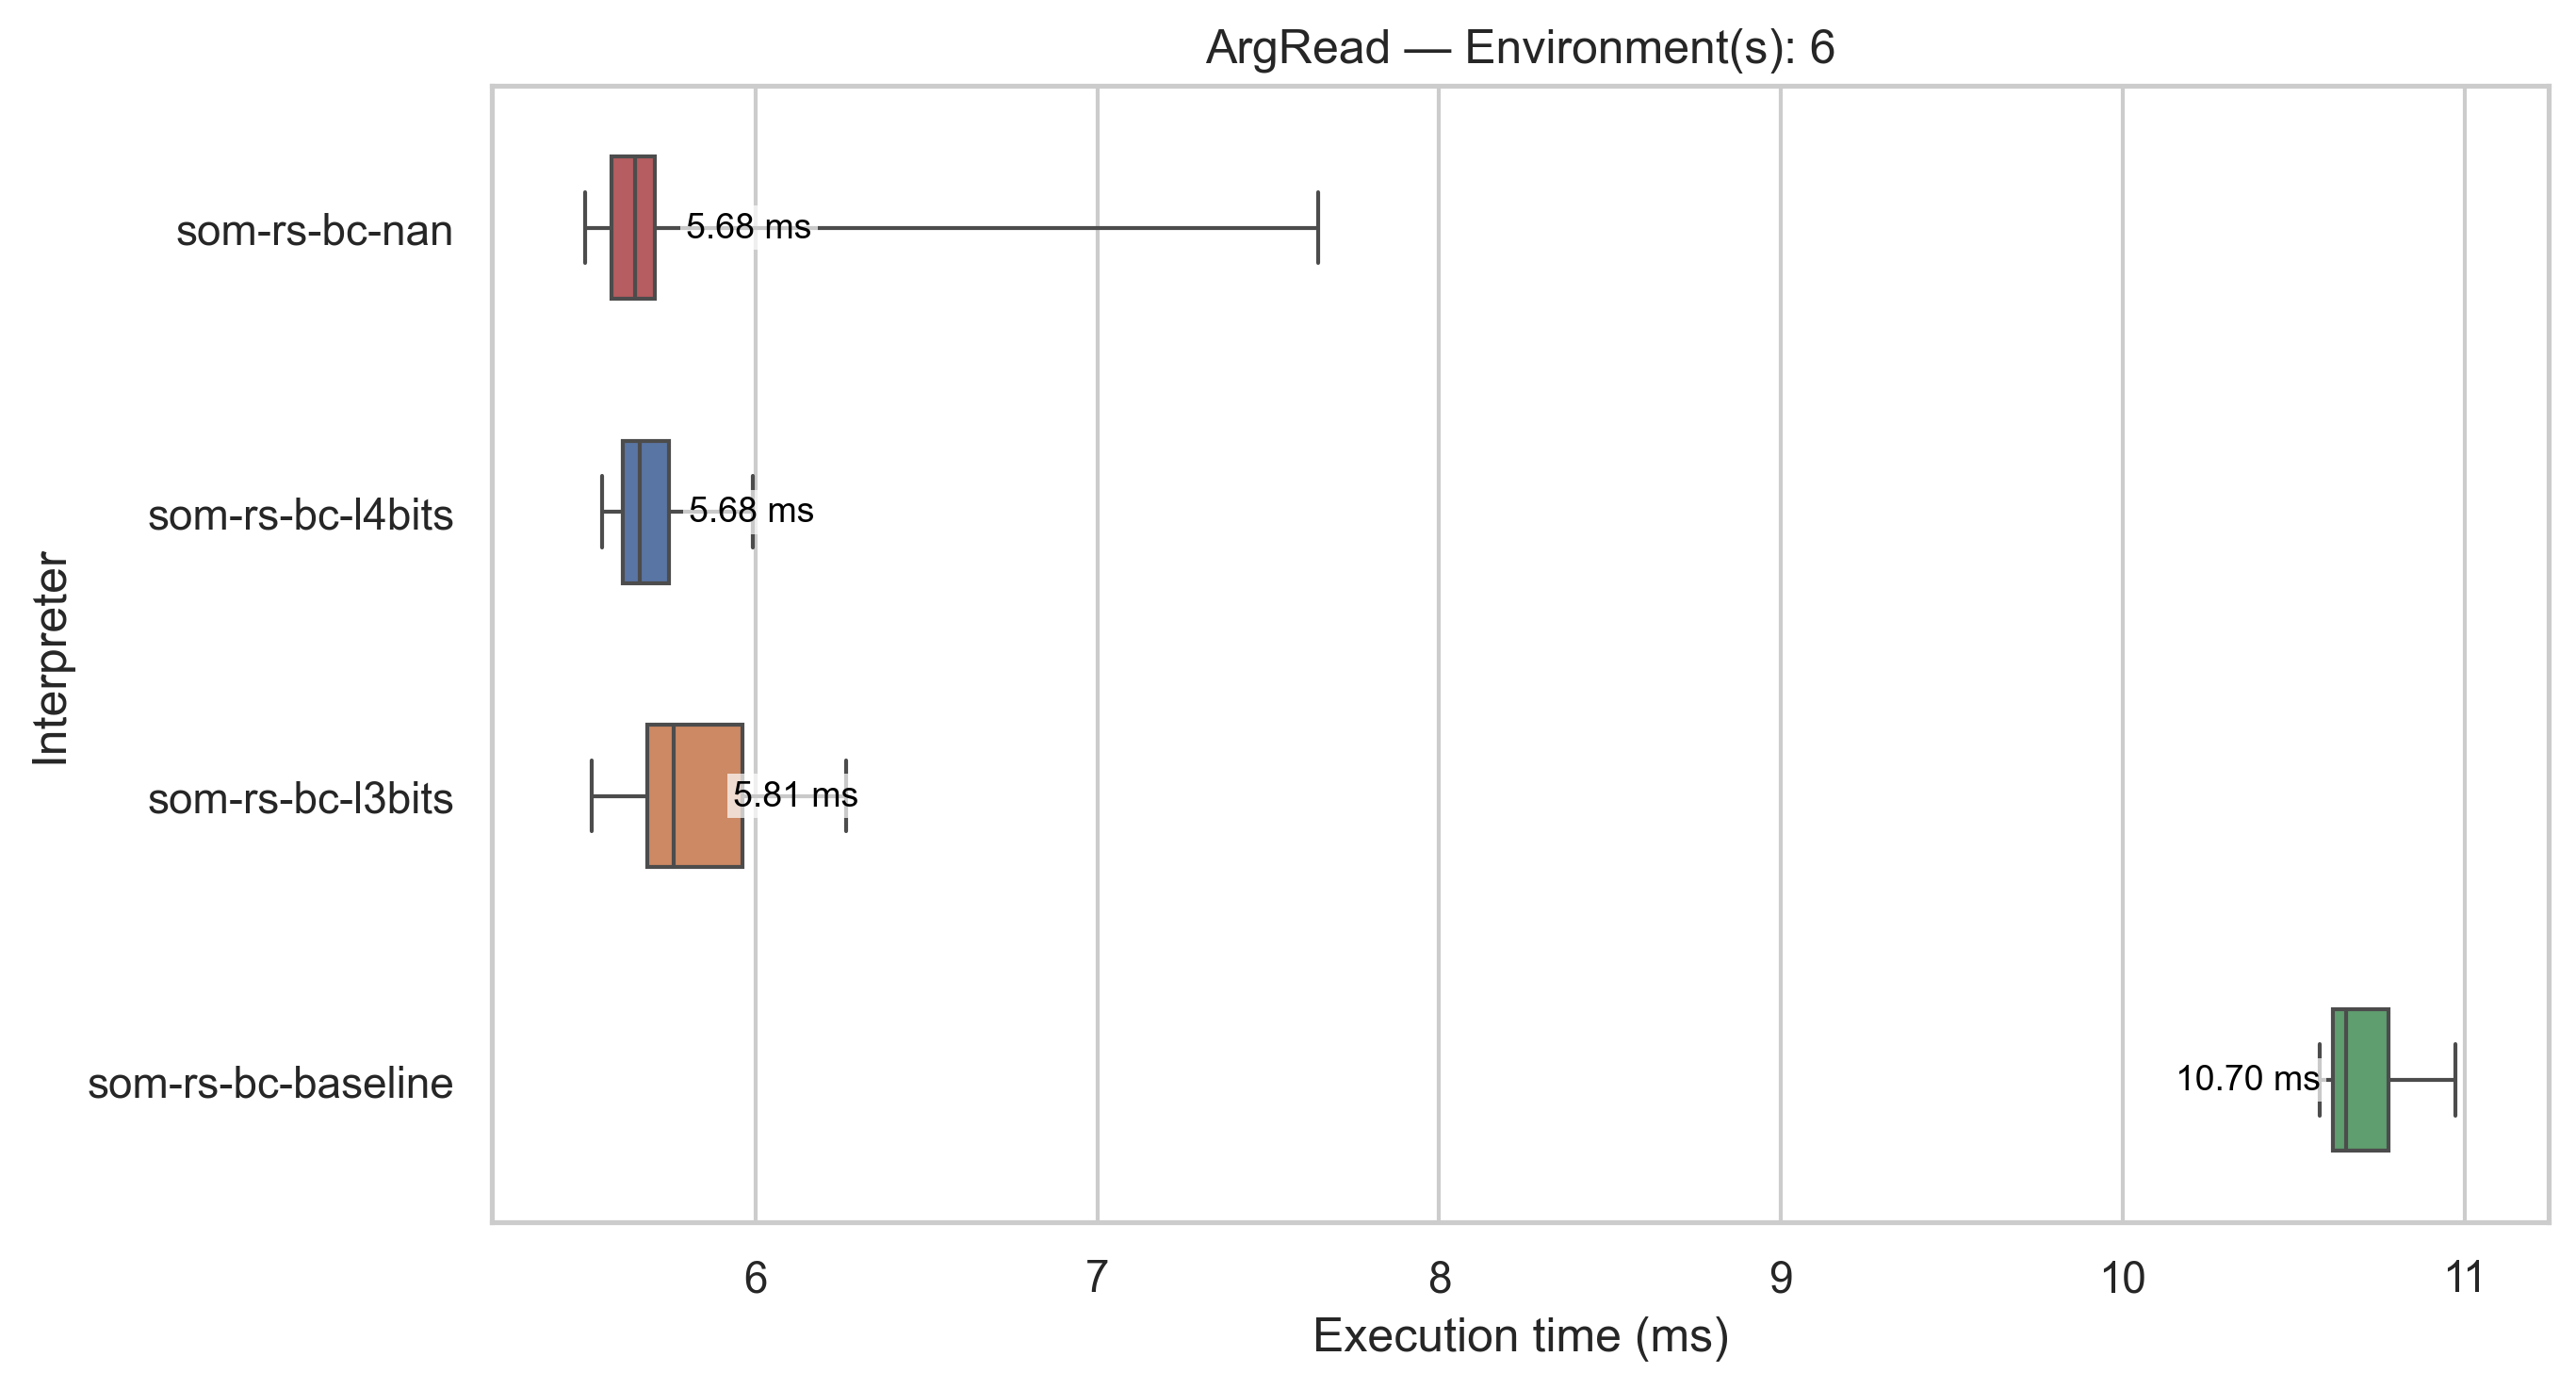 ArgRead — Environment(s): 6
som-rs-bc-nan
5.68 ms
som-rs-bc-l4bits
5.68 ms
Interpreter
som-rs-bc-l3bits
5.81 ms
som-rs-bc-baseline
10.70 ms
6 7 8 9 10 11
Execution time (ms)